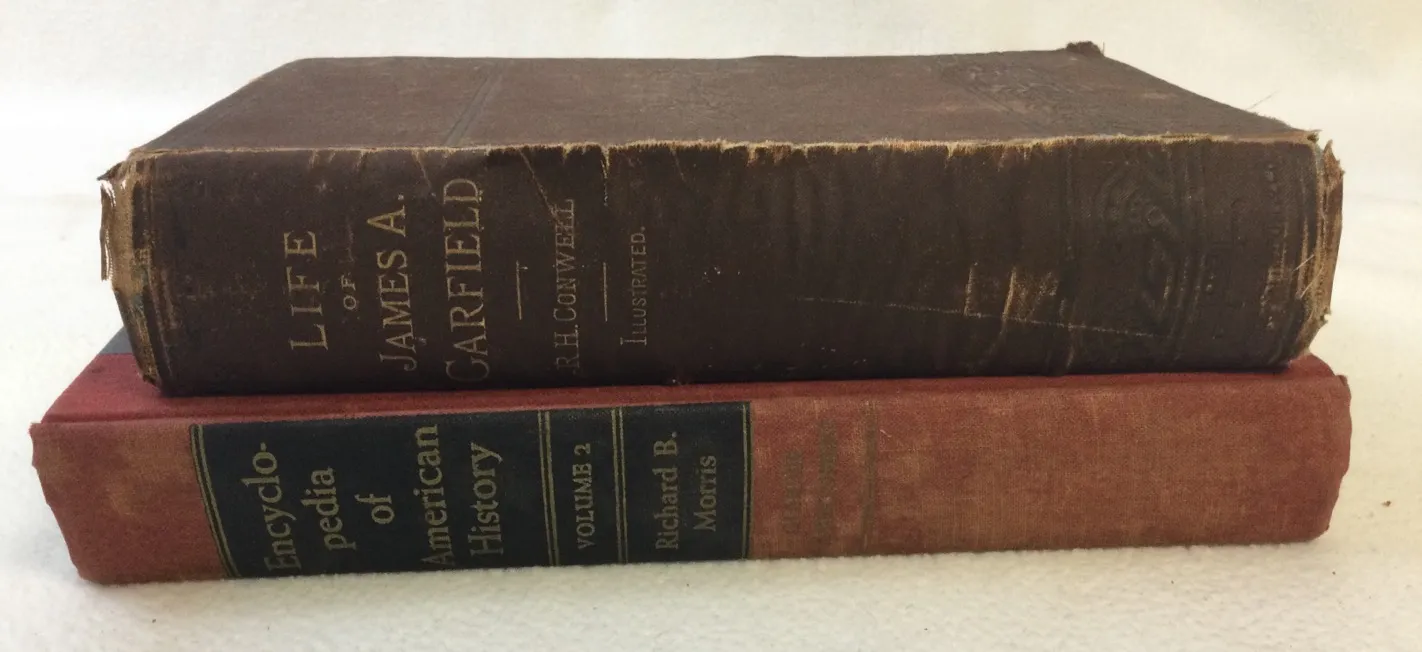 LIFE
OF
JAMES A.
GARFIELD
R.H. CONWELL
ILLUSTRATED.
Encyclo-
pedia
of
American
History
VOLUME 2
Richard B.
Morris